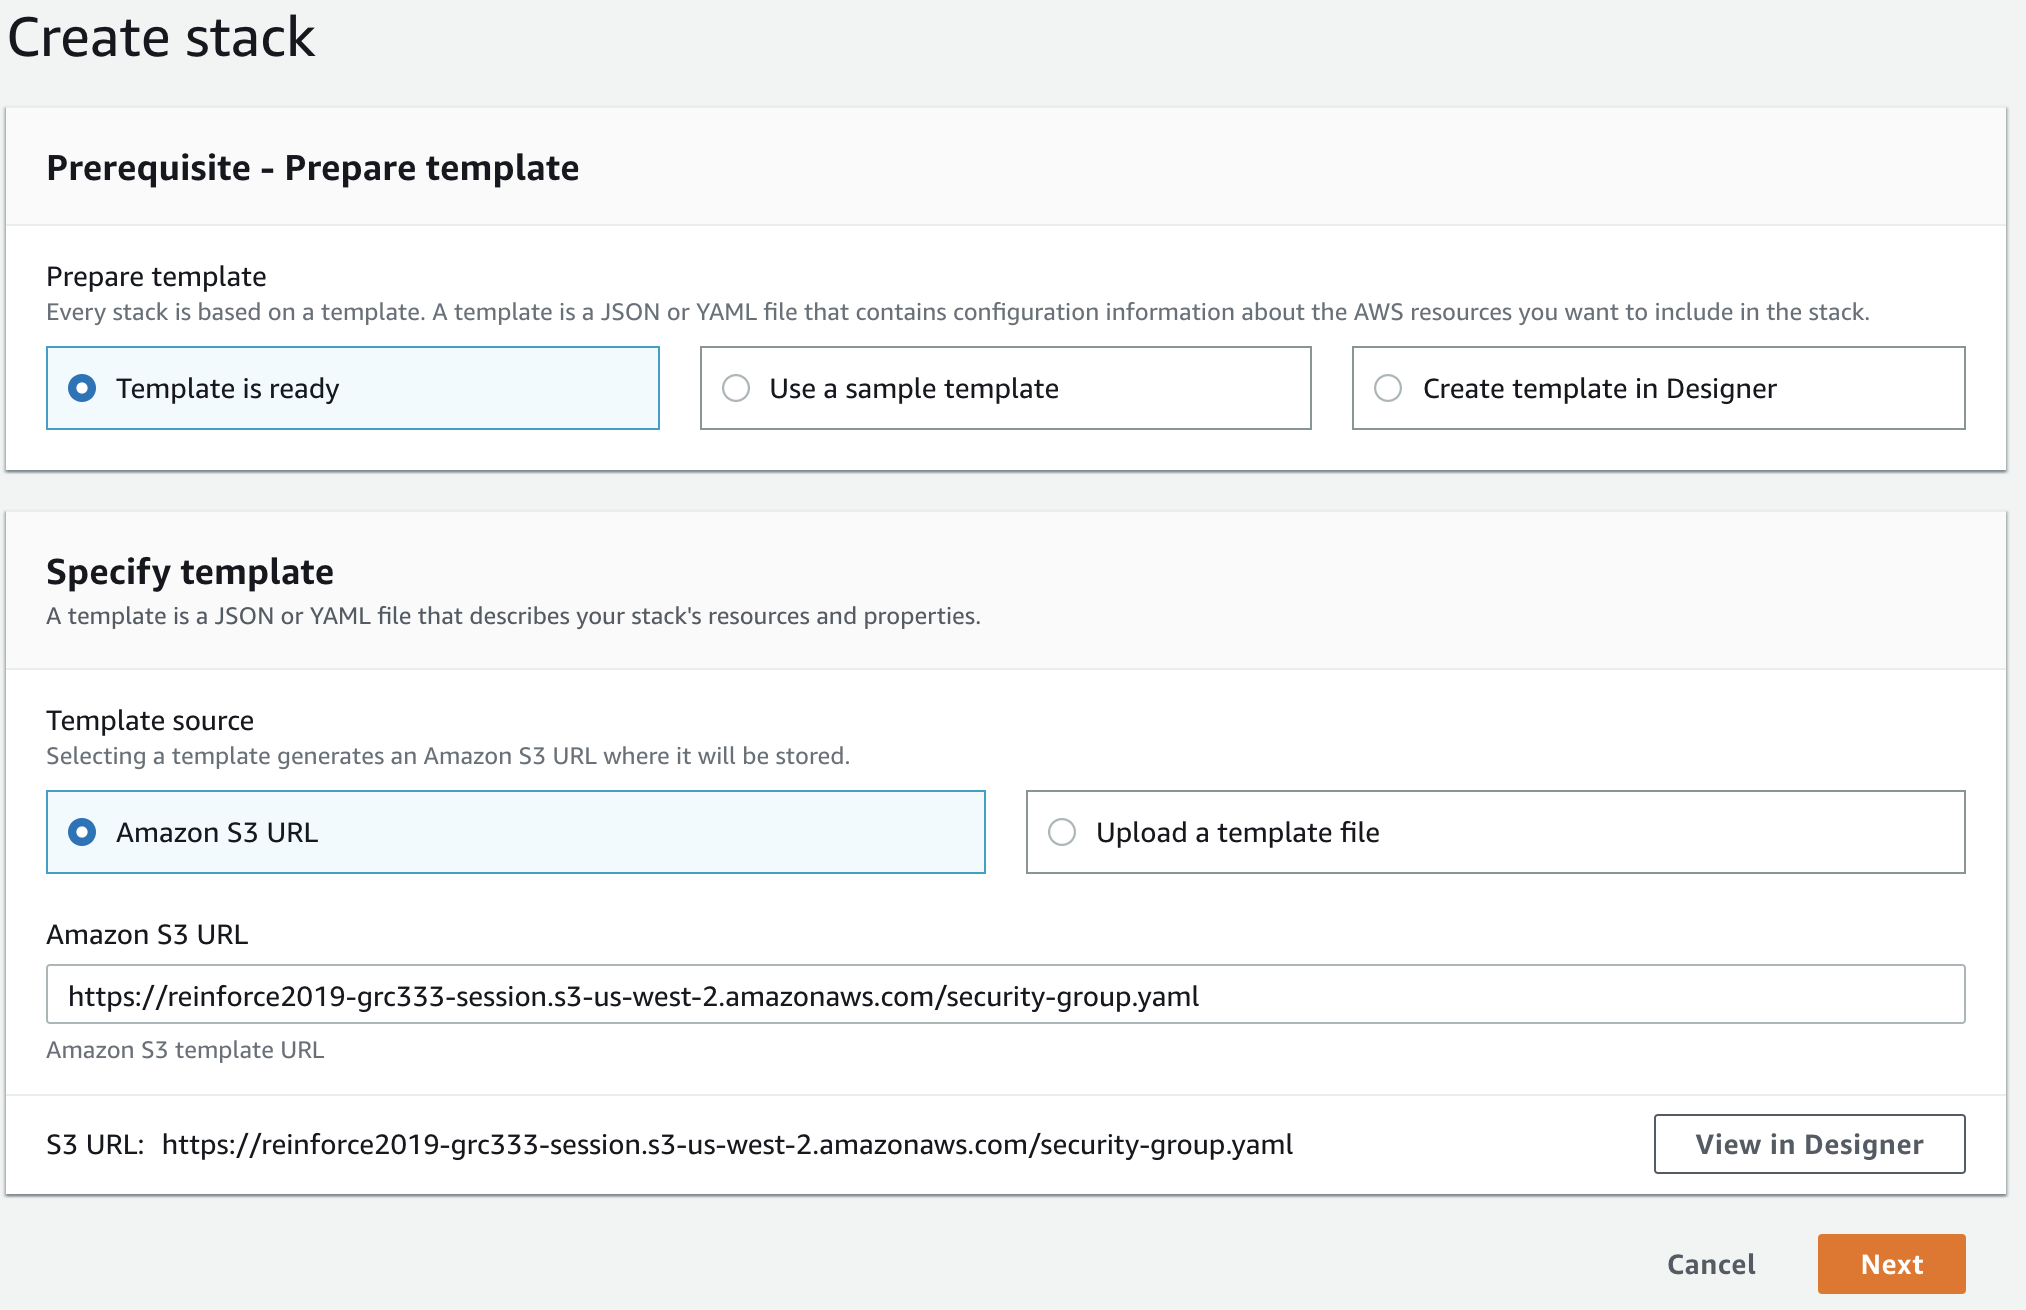 Create stack
Prerequisite - Prepare template
Prepare template
Every stack is based on a template. A template is a JSON or YAML file that contains configuration information about the AWS resources you want to include in the stack.
Template is ready
Use a sample template
Create template in Designer
Specify template
A template is a JSON or YAML file that describes your stack's resources and properties.
Template source
Selecting a template generates an Amazon S3 URL where it will be stored.
Amazon S3 URL
Upload a template file
Amazon S3 URL
https://reinforce2019-grc333-session.s3-us-west-2.amazonaws.com/security-group.yaml
Amazon S3 template URL
S3 URL: https://reinforce2019-grc333-session.s3-us-west-2.amazonaws.com/security-group.yaml
View in Designer
Cancel
Next